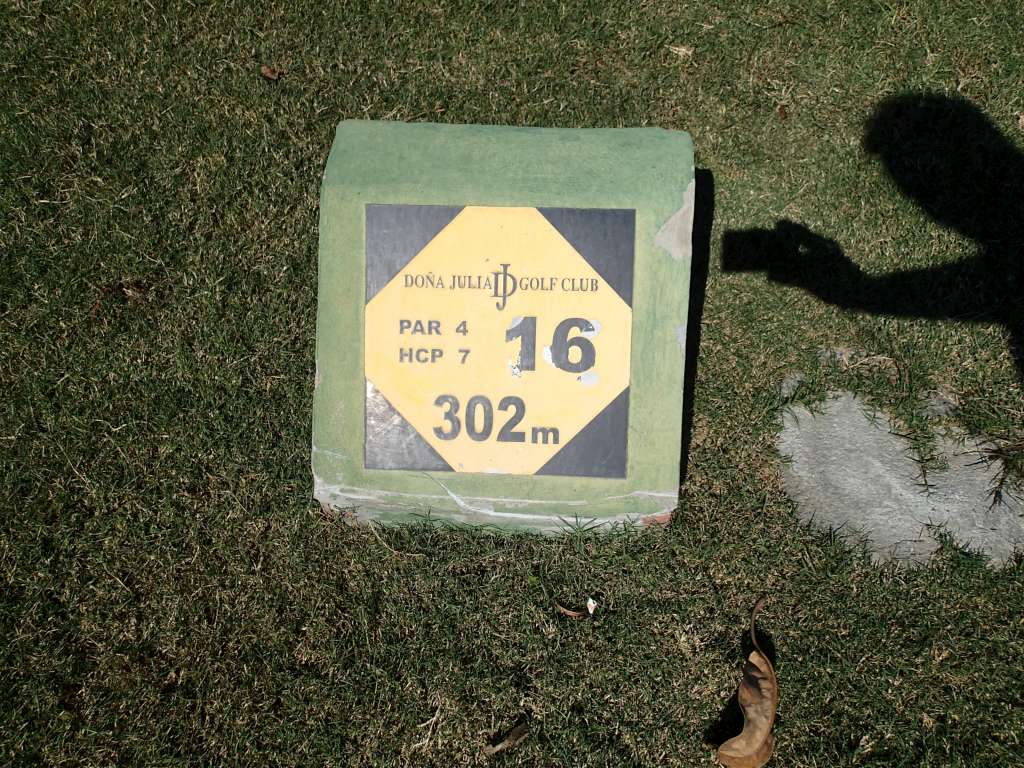 DOÑA JULIA DJ GOLF CLUB
PAR 4
HCP 7
16
302m